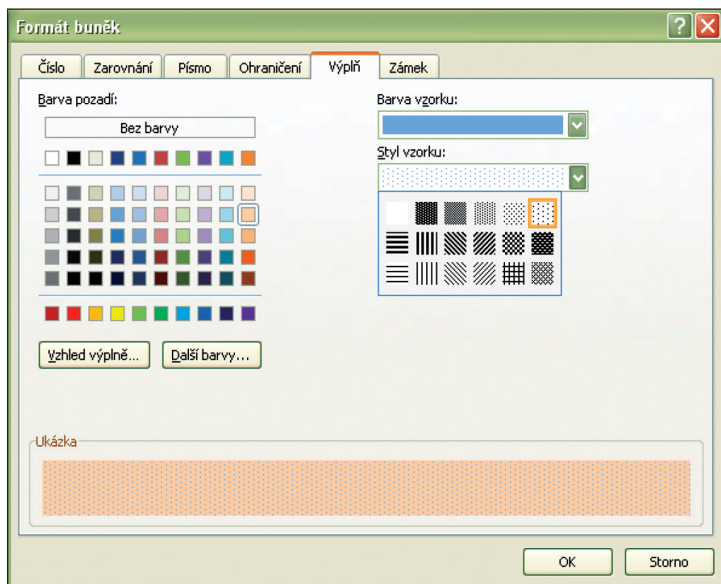 Formát buněk
Číslo Zarovnání Písmo Ohraničení Výplň Zámek
Barva pozadí:
Bez barvy
Barva vzorku:
Styl vzorku:
Vzhled výplně...
Další barvy...
Ukázka
OK
Storno